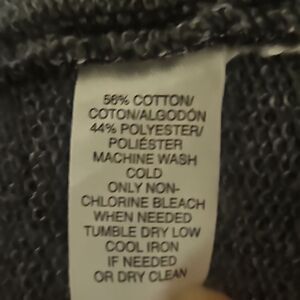 56% COTTON/
COTON/ALGODÓN
44% POLYESTER/
POLIÉSTER
MACHINE WASH
COLD
ONLY NON-
CHLORINE BLEACH
WHEN NEEDED
TUMBLE DRY LOW
COOL IRON
IF NEEDED
OR DRY CLEAN